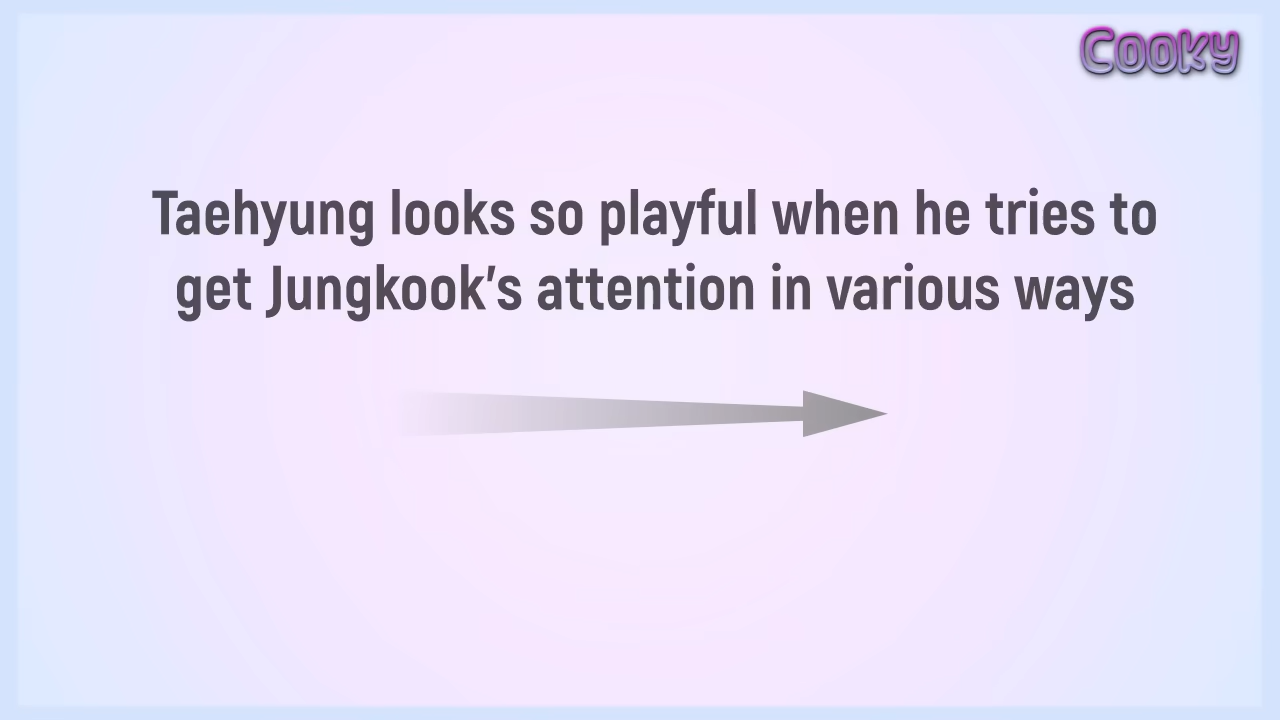 Cooky
Taehyung looks so playful when he tries to
get Jungkook's attention in various ways